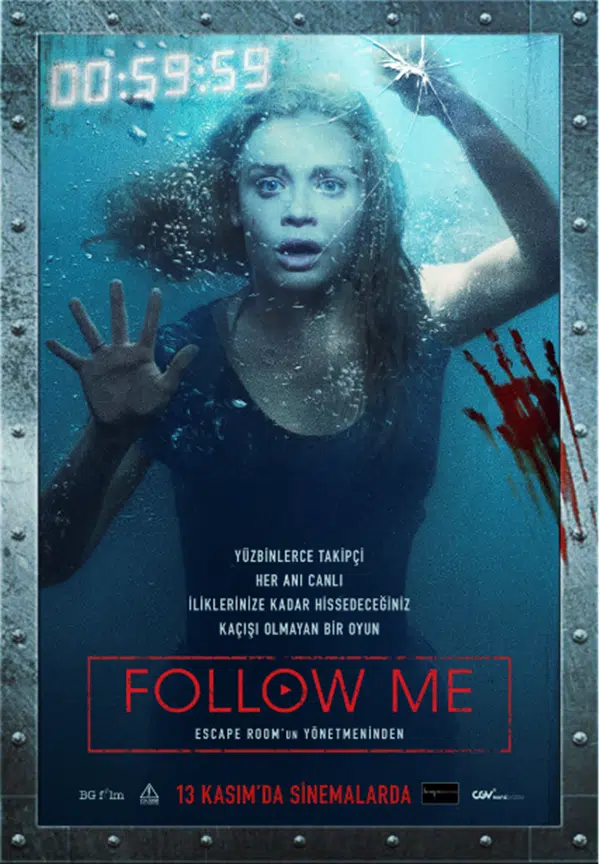 00:59:59
YÜZBİNLERCE TAKİPÇİ
HER ANI CANLI
İLİKLERİNİZE KADAR HİSSEDECEĞİNİZ
KAÇIŞI OLMAYAN BİR OYUN
FOLLOW ME
ESCAPE ROOM'UN YÖNETMENİNDEN
BG film 13 KASIM'DA SİNEMALARDA CGV